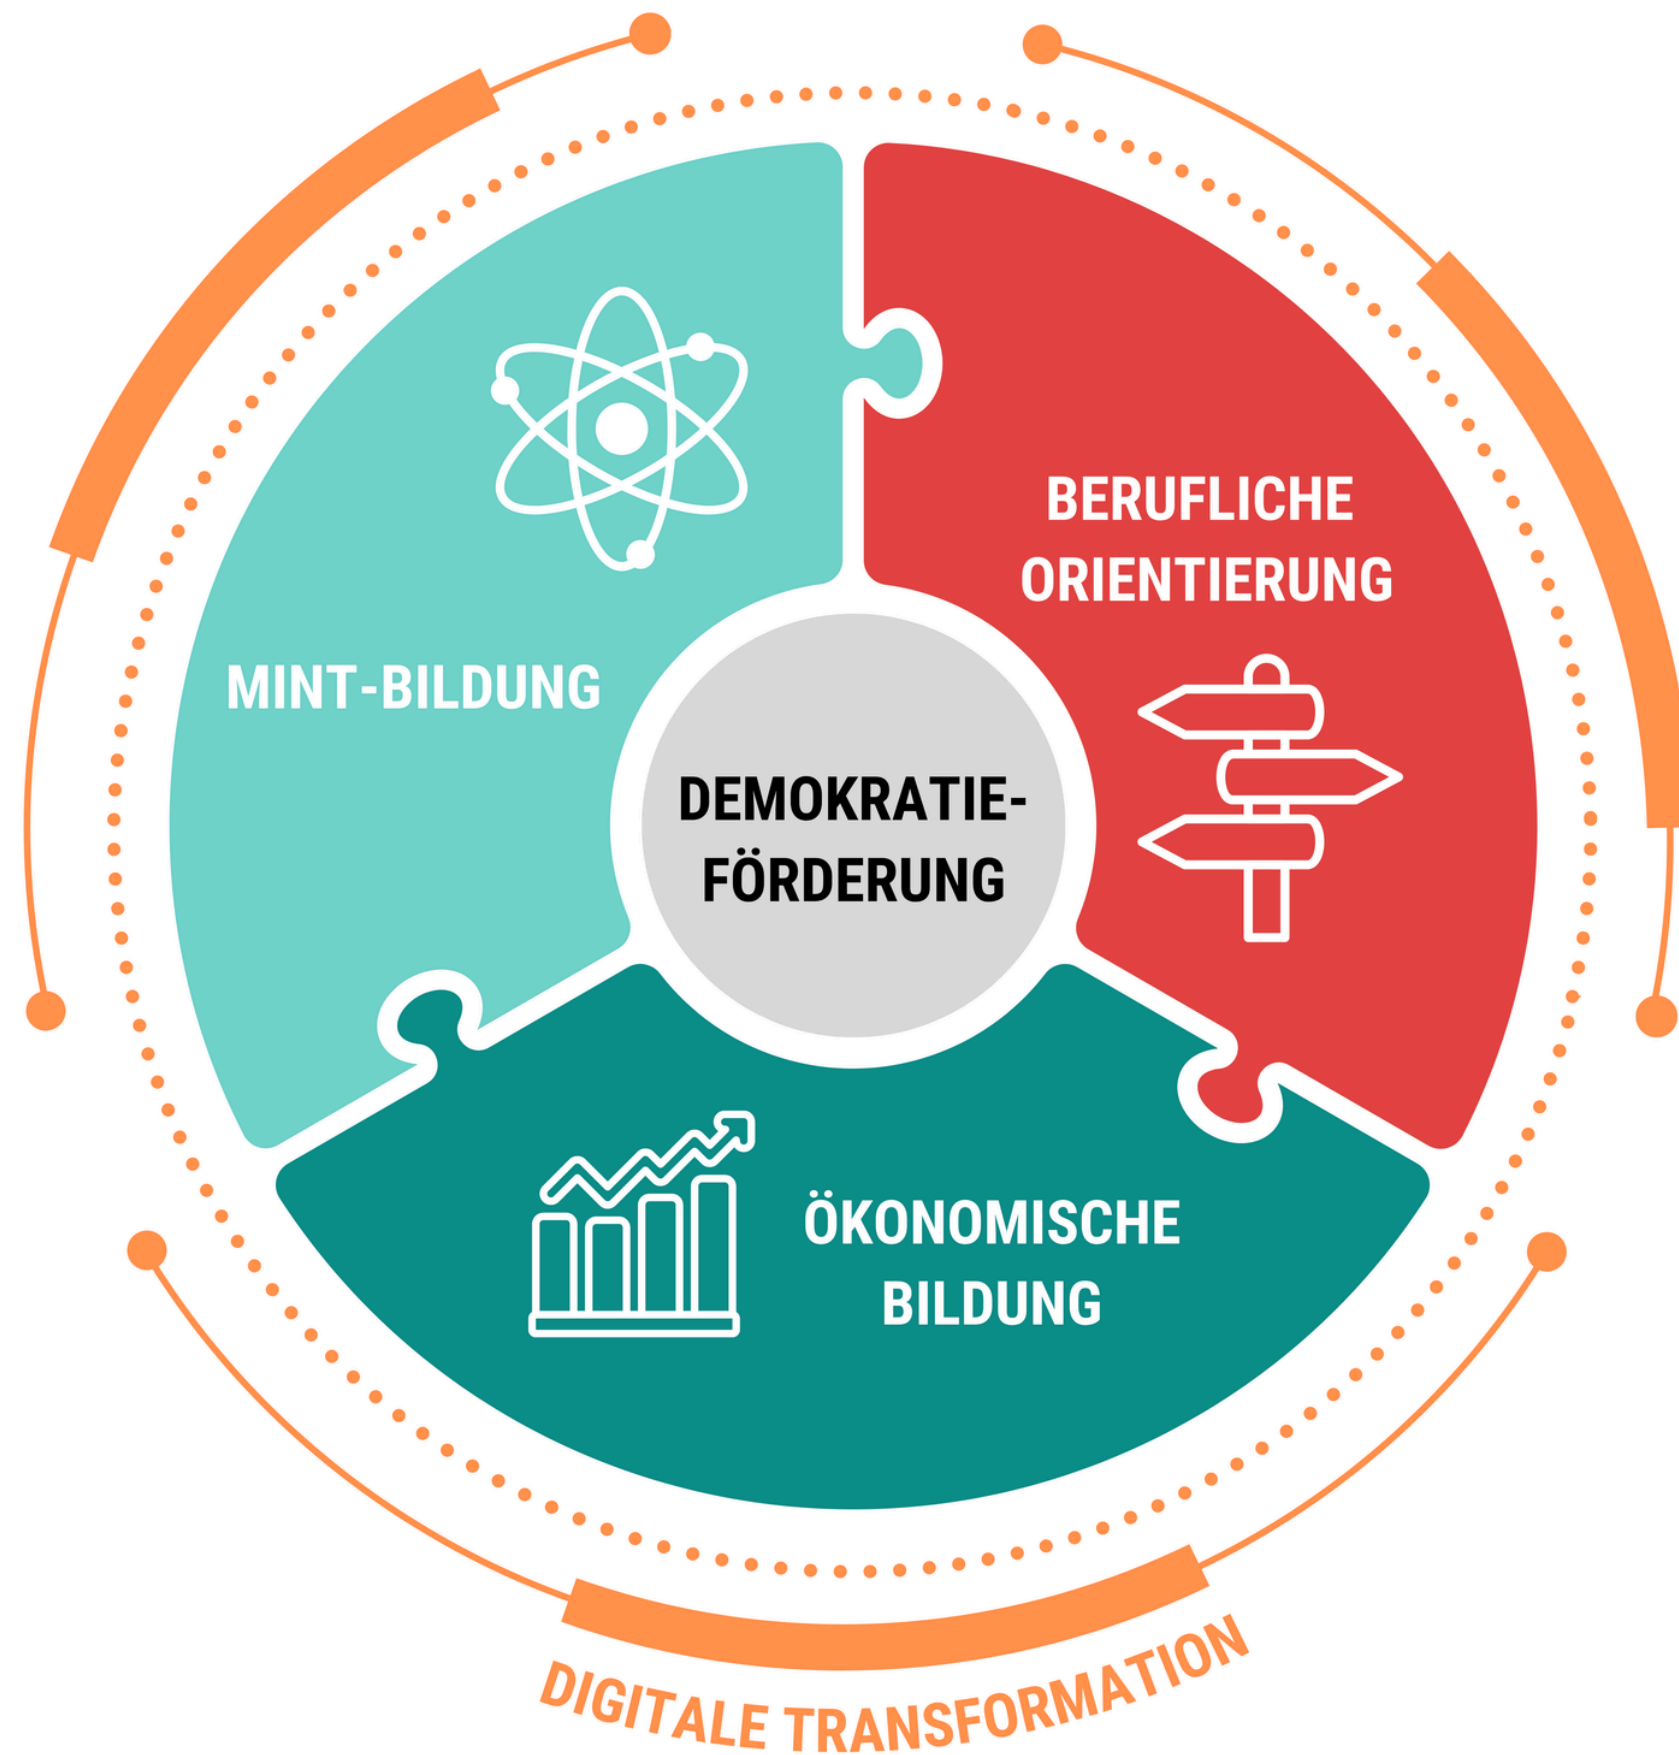 MINT-BILDUNG
BERUFLICHE
ORIENTIERUNG
DEMOKRATIE-
FÖRDERUNG
ÖKONOMISCHE
BILDUNG
DIGITALE TRANSFORMATION